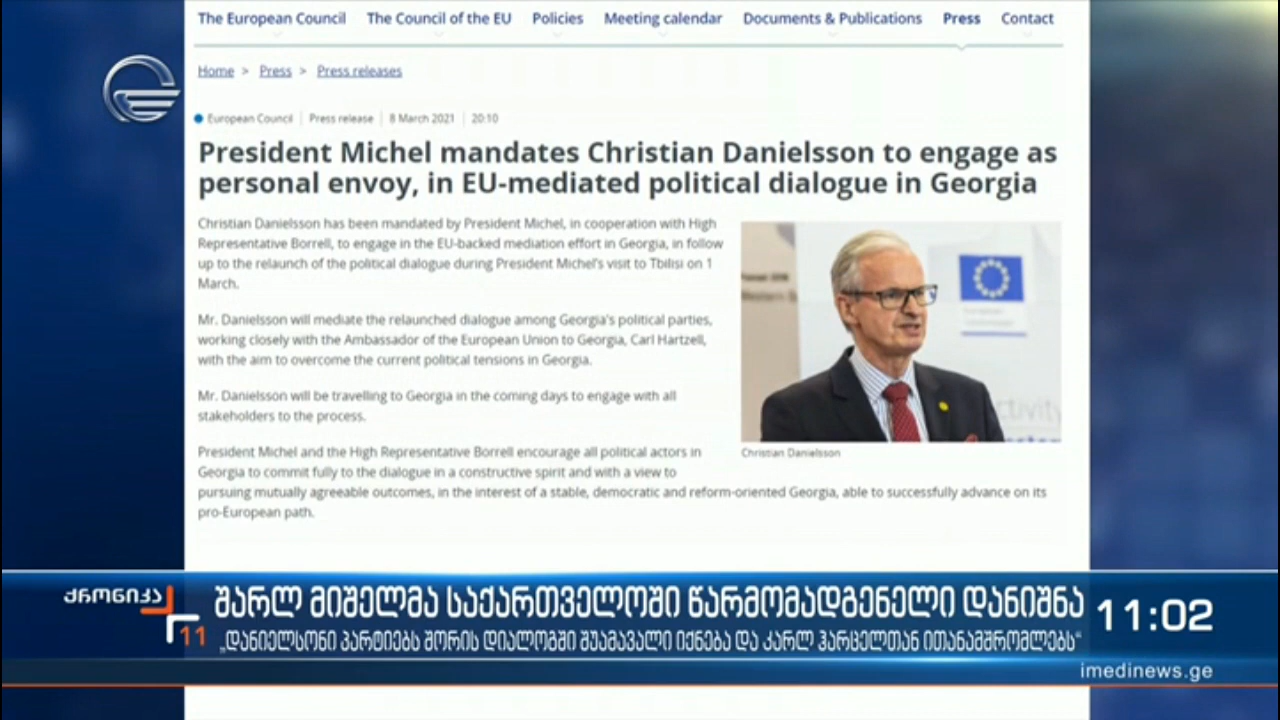 The European Council The Council of the EU Policies Meeting calendar Documents & Publications Press Contact
Home > Press > Press releases
European Council | Press release | 8 March 2021 | 20:10
President Michel mandates Christian Danielsson to engage as
personal envoy, in EU-mediated political dialogue in Georgia
Christian Danielsson has been mandated by President Michel, in cooperation with High
Representative Borrell, to engage in the EU-backed mediation effort in Georgia, in follow
up to the relaunch of the political dialogue during President Michel's visit to Tbilisi on 1
March.
Mr. Danielsson will mediate the relaunched dialogue among Georgia's political parties,
working closely with the Ambassador of the European Union to Georgia, Carl Hartzell,
with the aim to overcome the current political tensions in Georgia.
Mr. Danielsson will be travelling to Georgia in the coming days to engage with all
stakeholders to the process.
Christian Danielsson
President Michel and the High Representative Borrell encourage all political actors in
Georgia to commit fully to the dialogue in a constructive spirit and with a view to
pursuing mutually agreeable outcomes, in the interest of a stable, democratic and reform-oriented Georgia, able to successfully advance on its
pro-European path.
ქრონიკა
11
შარლ მიშელმა საქართველოში წარმომადგენელი დანიშნა
„დანიელსონი პარტიებს შორის დიალოგში შუამავალი იქნება და კარლ ჰარცელთან ითანამშრომლებს“
11:02
imedinews.ge